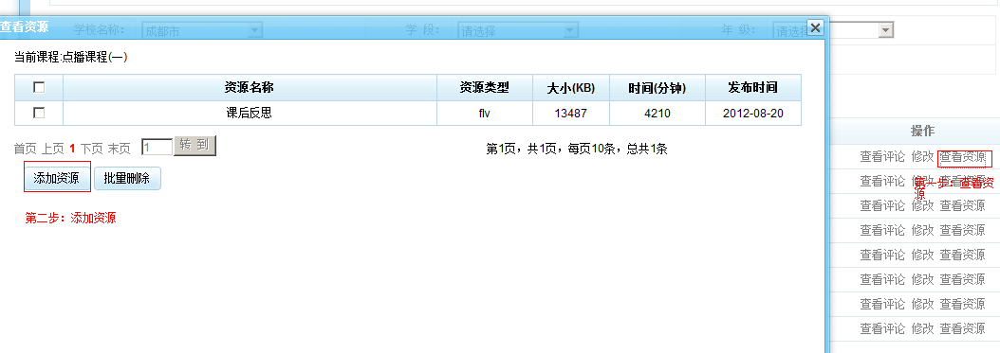 查看资源
学校名称： 成都市 学 段： 请选择 年 级： 请选
当前课程:点播课程(一)
资源名称 资源类型 大小(KB) 时间(分钟) 发布时间
课后反思 flv 13487 4210 2012-08-20
首页 上页 1 下页 末页 1 转 到 第1页，共1页，每页10条，总共1条
添加资源 批量删除
第二步：添加资源
操作
查看评论 修改 查看资源
查看评论 修改 查看资源
第一步：查看资
源
查看评论 修改 查看资源
查看评论 修改 查看资源
查看评论 修改 查看资源
查看评论 修改 查看资源
查看评论 修改 查看资源
查看评论 修改 查看资源